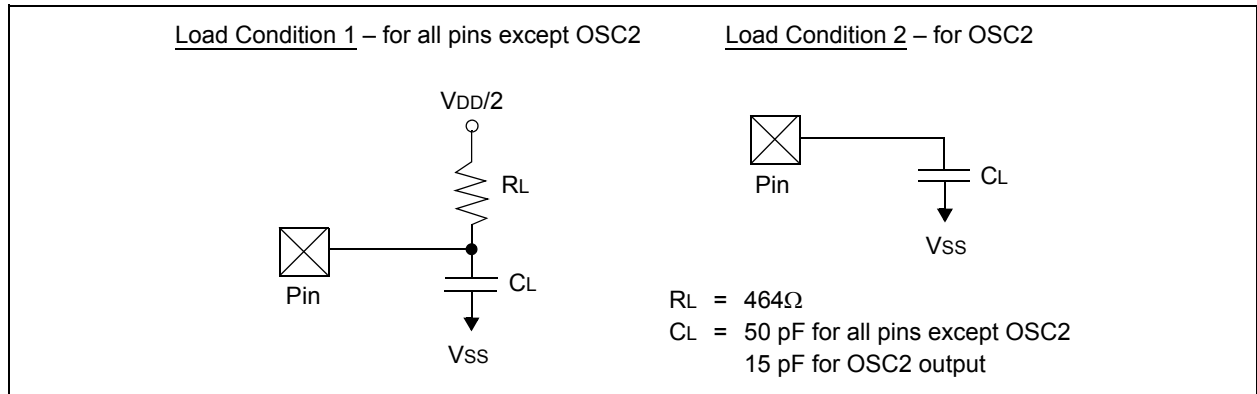 Load Condition 1 – for all pins except OSC2
Load Condition 2 – for OSC2
VDD/2
RL
Pin
CL
VSS
Pin
CL
VSS
RL = 464Ω
CL = 50 pF for all pins except OSC2
15 pF for OSC2 output